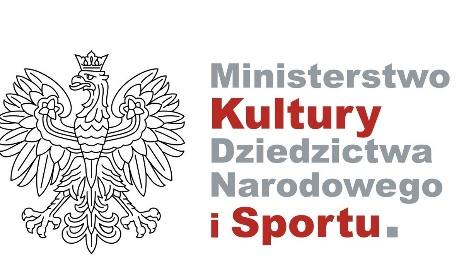 Ministerstwo
Kultury
Dziedzictwa
Narodowego
i Sportu.